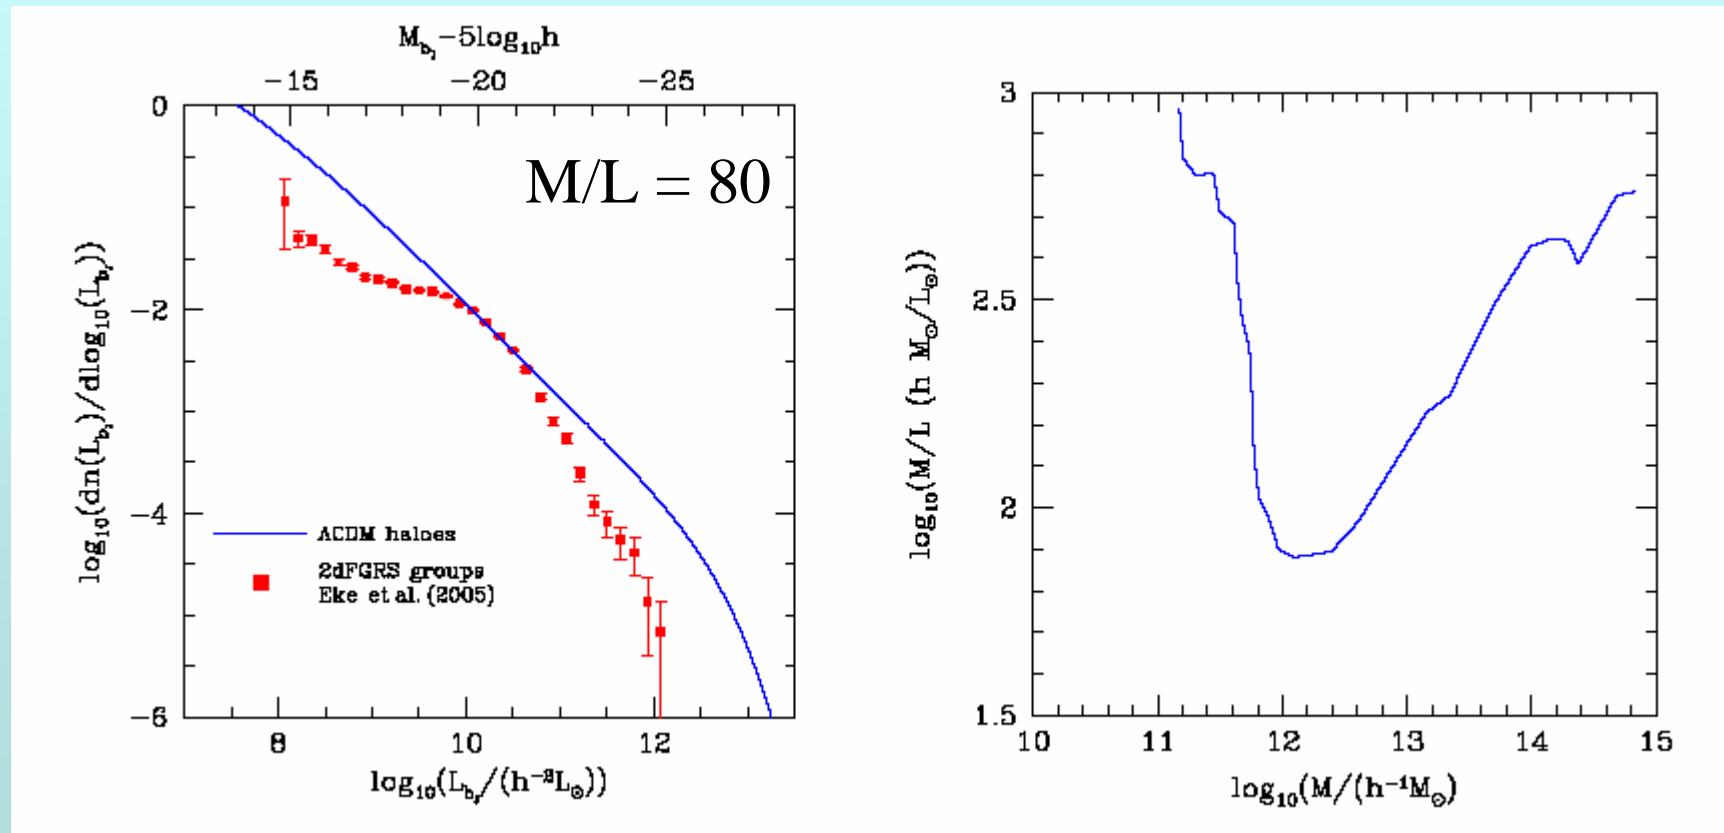 M_{b_J}−5log₁₀h
−15 −20 −25
0
−2
−4
−6
log₁₀(dn(L_{b_J})/dlog₁₀(L_{b_J}))
M/L = 80
ΛCDM haloes
2dFGRS groups
Eke et al. (2005)
8 10 12
log₁₀(L_{b_J}/(h⁻²L_⊙))
3
2.5
2
1.5
log₁₀(M/L (h M_⊙/L_⊙))
10 11 12 13 14 15
log₁₀(M/(h⁻¹M_⊙)